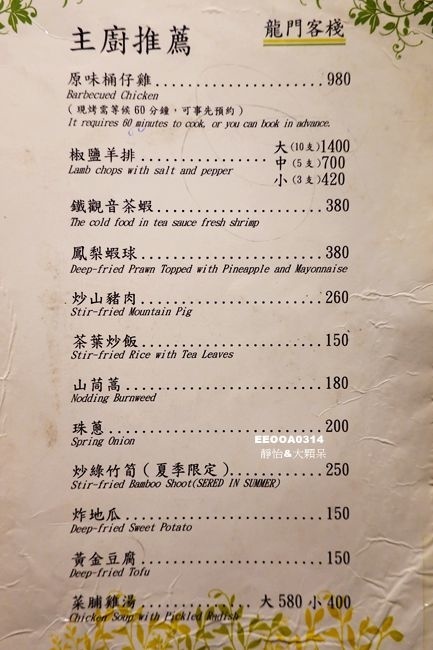 主廚推薦 龍門客棧
原味桶仔雞........................980
Barbecued Chicken
(現烤需等候60分鐘,可事先預約)
It requires 60 minutes to cook, or you can book in advance.
椒鹽羊排.................. 大(10支)1400
Lamb chops with salt and pepper 中(5支)700
小(3支)420
鐵觀音茶蝦........................380
The cold food in tea sauce fresh shrimp
鳳梨蝦球..........................380
Deep-fried Prawn Topped with Pineapple and Mayonnaise
炒山豬肉..........................260
Stir-fried Mountain Pig
茶葉炒飯..........................150
Stir-fried Rice with Tea Leaves
山茼蒿............................180
Nodding Burnweed
珠蔥..............................200
Spring Onion
EEOOA0314
靜怡&大顆呆
炒綠竹筍(夏季限定)..............250
Stir-fried Bamboo Shoot(SERED IN SUMMER)
炸地瓜............................150
Deep-fried Sweet Potato
黃金豆腐..........................150
Deep-fried Tofu
菜脯雞湯................ 大580 小400
Chicken Soup with Pickled Radish